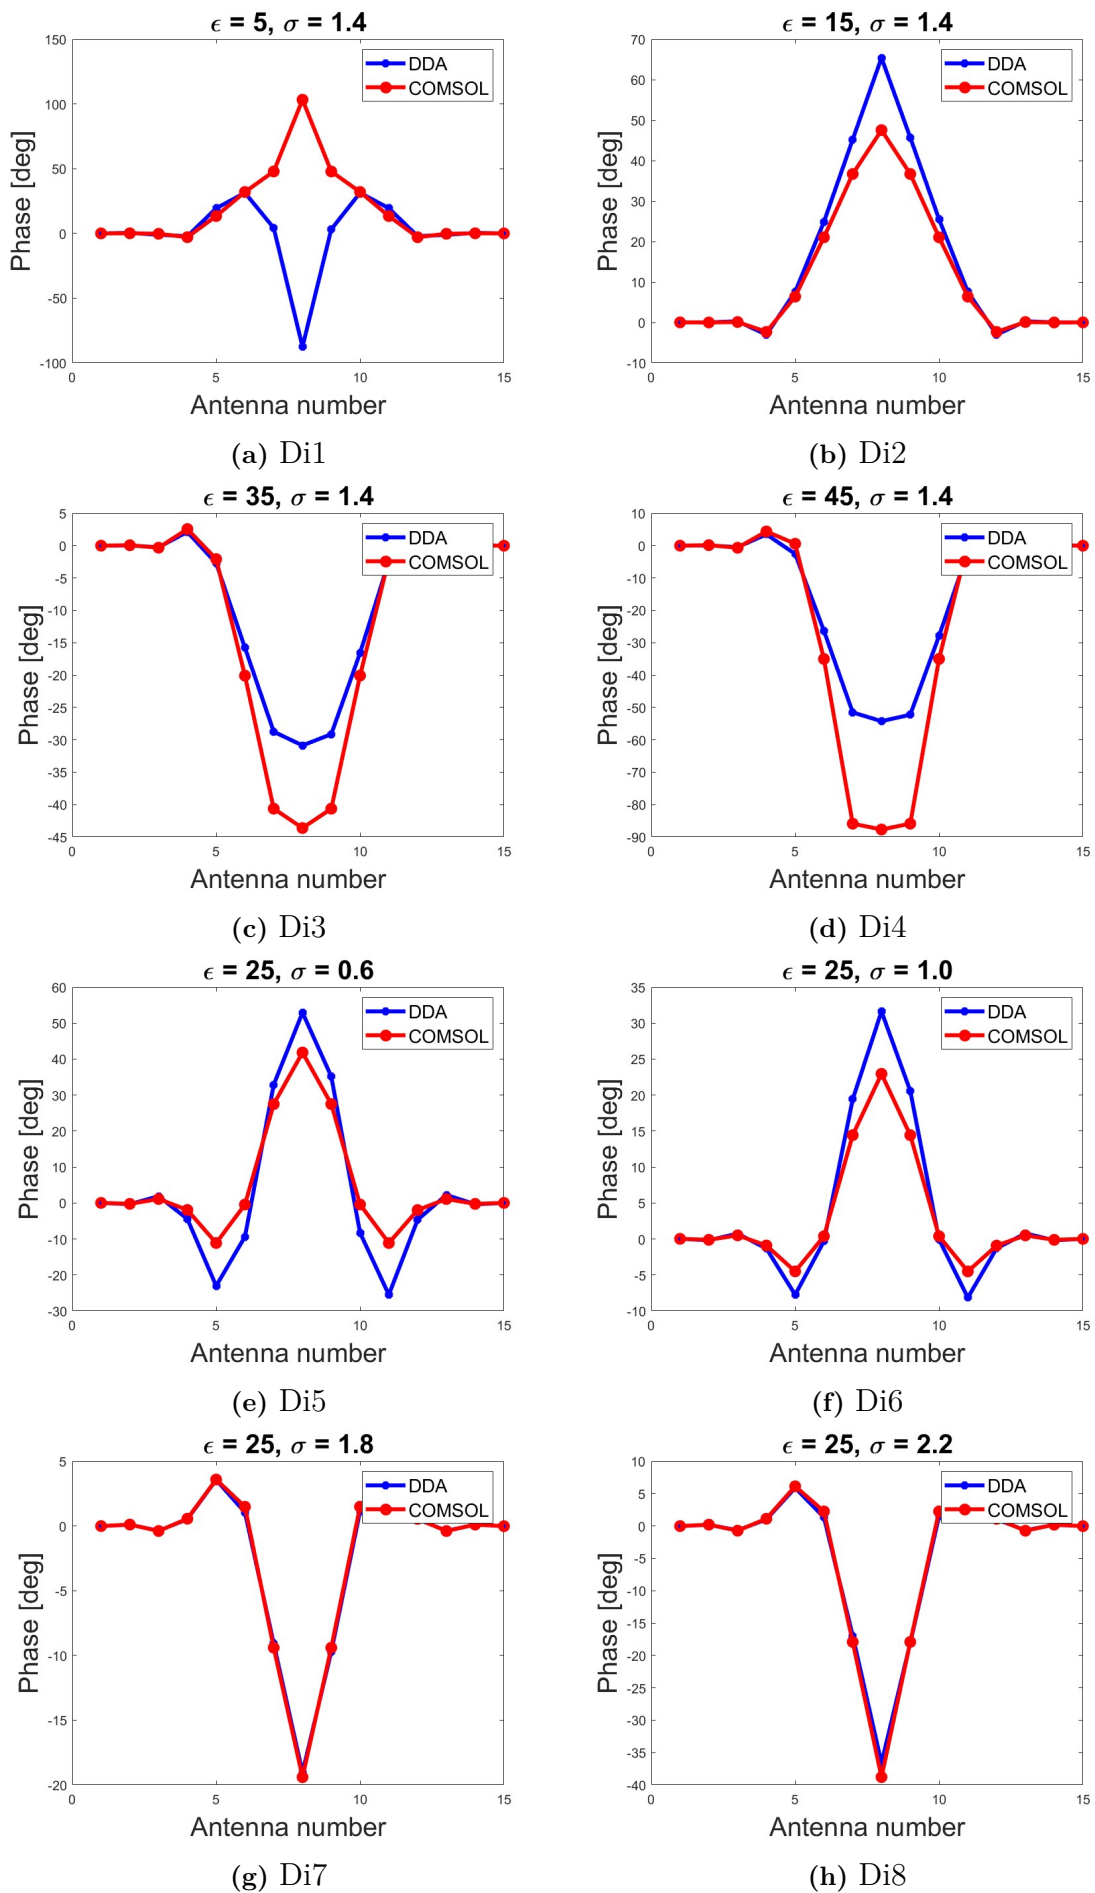 ϵ = 5, σ = 1.4
150
100
50
0
-50
-100
Phase [deg]
DDA
COMSOL
0 5 10 15
Antenna number
(a) Di1
ϵ = 15, σ = 1.4
70
60
50
40
30
20
10
0
-10
Phase [deg]
DDA
COMSOL
0 5 10 15
Antenna number
(b) Di2
ϵ = 35, σ = 1.4
5
0
-5
-10
-15
-20
-25
-30
-35
-40
-45
Phase [deg]
DDA
COMSOL
0 5 10 15
Antenna number
(c) Di3
ϵ = 45, σ = 1.4
10
0
-10
-20
-30
-40
-50
-60
-70
-80
-90
Phase [deg]
DDA
COMSOL
0 5 10 15
Antenna number
(d) Di4
ϵ = 25, σ = 0.6
60
50
40
30
20
10
0
-10
-20
-30
Phase [deg]
DDA
COMSOL
0 5 10 15
Antenna number
(e) Di5
ϵ = 25, σ = 1.0
35
30
25
20
15
10
5
0
-5
-10
Phase [deg]
DDA
COMSOL
0 5 10 15
Antenna number
(f) Di6
ϵ = 25, σ = 1.8
5
0
-5
-10
-15
-20
Phase [deg]
DDA
COMSOL
0 5 10 15
Antenna number
(g) Di7
ϵ = 25, σ = 2.2
10
5
0
-5
-10
-15
-20
-25
-30
-35
-40
Phase [deg]
DDA
COMSOL
0 5 10 15
Antenna number
(h) Di8